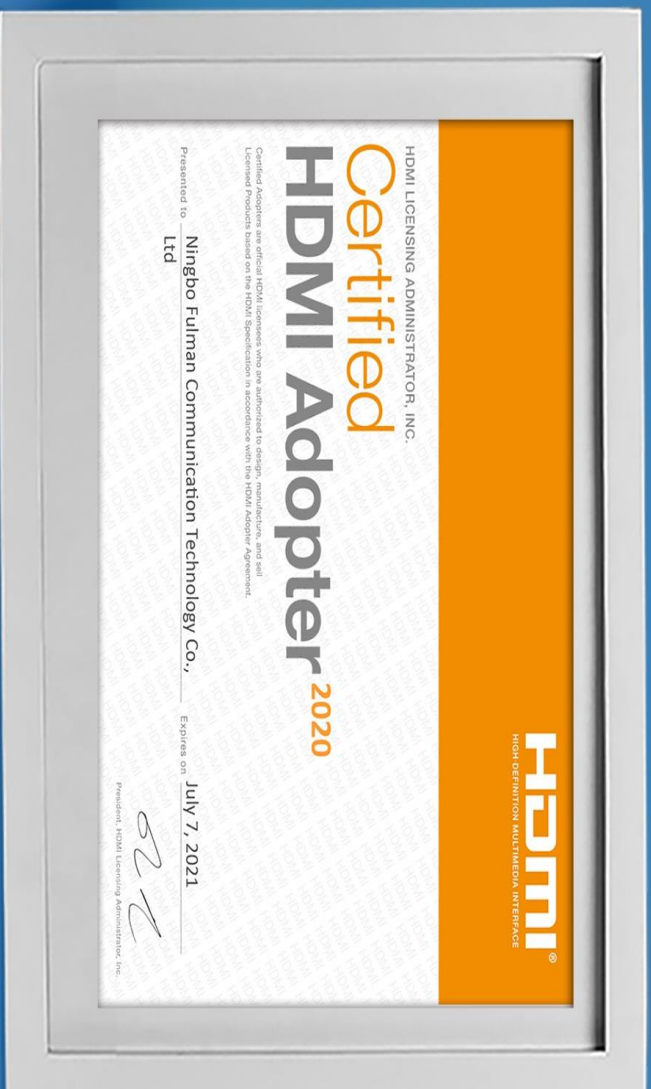 HDMI®
HIGH-DEFINITION MULTIMEDIA INTERFACE
HDMI LICENSING ADMINISTRATOR, INC.
Certified
HDMI Adopter 2020
Certified Adopters are official HDMI licensees who are authorized to design, manufacture, and sell
Licensed Products based on the HDMI Specification in accordance with the HDMI Adopter Agreement.
Presented to Ningbo Fulman Communication Technology Co.,
Ltd
Expires on July 7, 2021
President, HDMI Licensing Administrator, Inc.